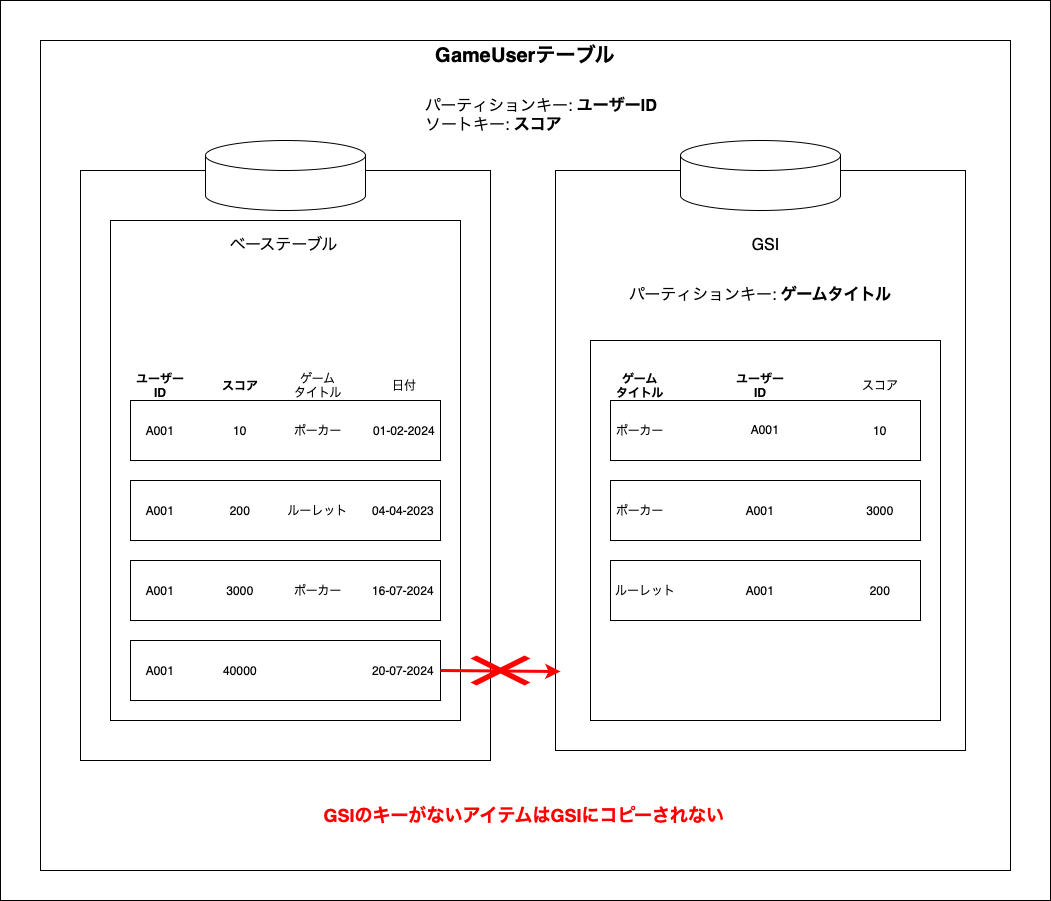 GameUserテーブル
パーティションキー: ユーザーID
ソートキー: スコア
ベーステーブル
ユーザー
ID
スコア
ゲーム
タイトル
日付
A001 10 ポーカー 01-02-2024
A001 200 ルーレット 04-04-2023
A001 3000 ポーカー 16-07-2024
A001 40000 20-07-2024
GSI
パーティションキー: ゲームタイトル
ゲーム
タイトル
ユーザー
ID
スコア
ポーカー A001 10
ポーカー A001 3000
ルーレット A001 200
GSIのキーがないアイテムはGSIにコピーされない